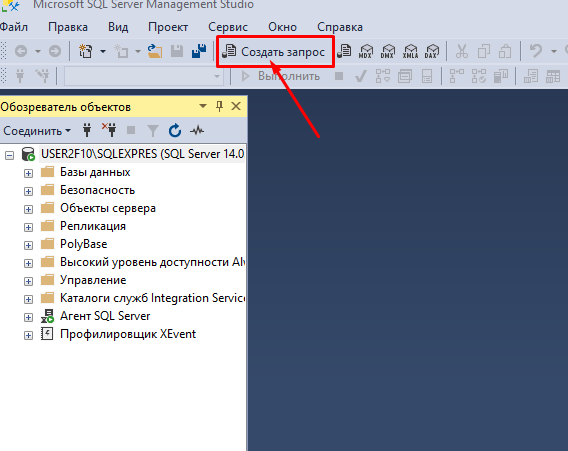 Microsoft SQL Server Management Studio
Файл Правка Вид Проект Сервис Окно Справка
Создать запрос MDX DMX XMLA DAX
Выполнить
Обозреватель объектов
Соединить
USER2F10\SQLEXPRES (SQL Server 14.0
Базы данных
Безопасность
Объекты сервера
Репликация
PolyBase
Высокий уровень доступности Alv
Управление
Каталоги служб Integration Service
Агент SQL Server
Профилировщик XEvent